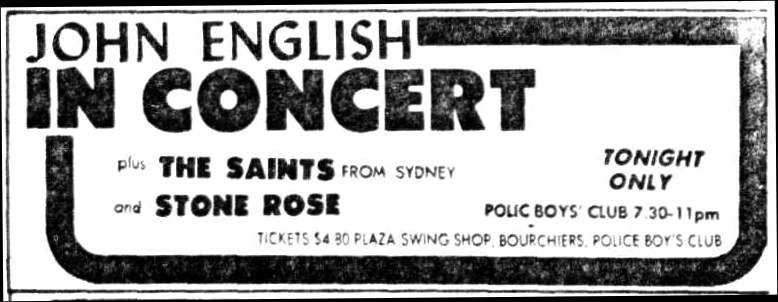 JOHN ENGLISH
IN CONCERT
plus THE SAINTS FROM SYDNEY
and STONE ROSE
TONIGHT
ONLY
POLIC BOYS' CLUB 7.30-11pm
TICKETS $4.80 PLAZA SWING SHOP, BOURCHIERS, POLICE BOY'S CLUB